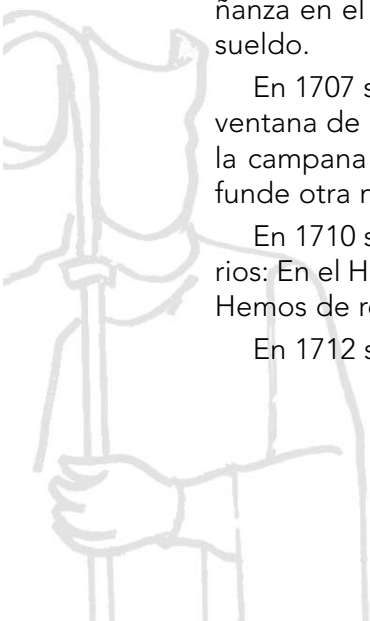 ñanza en el
sueldo.
En 1707 s
ventana de
la campana
funde otra
En 1710 s
rios: En el H
Hemos de
En 1712 s